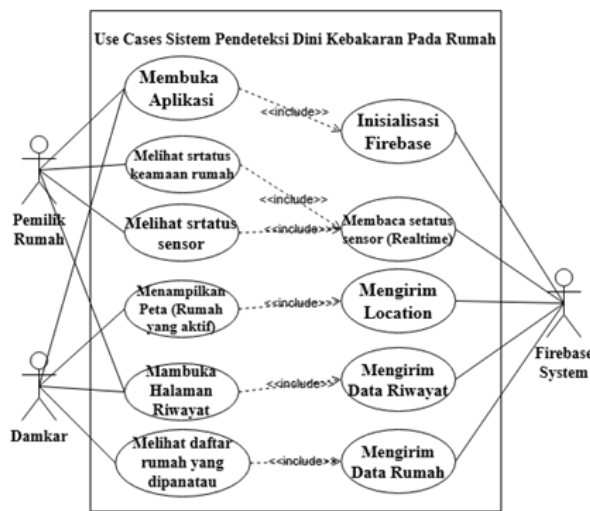 Use Cases Sistem Pendeteksi Dini Kebakaran Pada Rumah
Membuka
Aplikasi
<<include>>
Inisialisasi
Firebase
Melihat srtatus
keamaan rumah
<<include>>
Pemilik
Rumah
Melihat srtatus
sensor
<<include>>
Membaca setatus
sensor (Realtime)
Menampilkan
Peta (Rumah
yang aktif)
<<include>>
Mengirim
Location
Firebase
System
Damkar
Mambuka
Halaman
Riwayat
<<include>>
Mengirim
Data Riwayat
Melihat daftar
rumah yang
dipanatau
<<include>>
Mengirim
Data Rumah